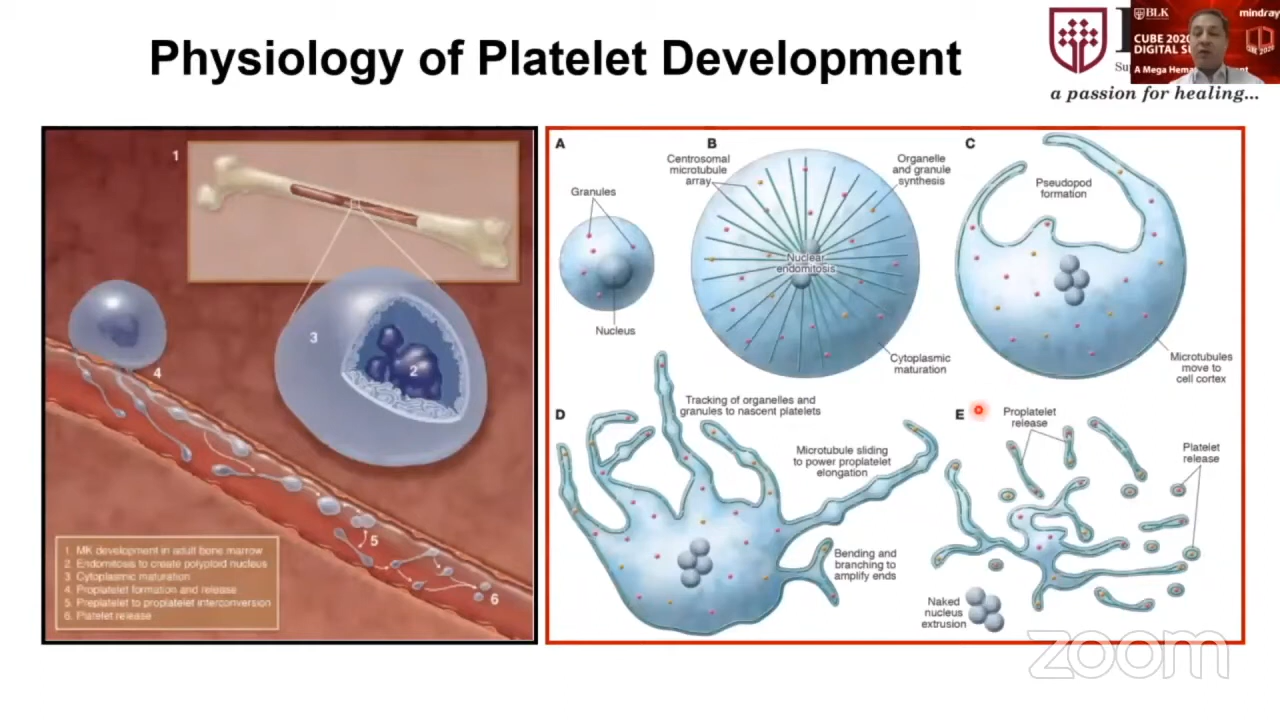 Physiology of Platelet Development
BLK
mindray
CUBE 2020
DIGITAL
A Mega
a passion for healing...
1
3
2
4
5
6
1 MK development in adult bone marrow
2. Endomitosis to create polyploid nucleus
3 Cytoplasmic maturation
4. Proplatelet formation and release
5. Preplatelet to proplatelet interconversion
6. Platelet release
A
Granules
Nucleus
B
Centrosomal
microtubule
array
Organelle
and granule
synthesis
Nuclear
endomitosis
Cytoplasmic
maturation
C
Pseudopod
formation
Microtubules
move to
cell cortex
D
Tracking of organelles and
granules to nascent platelets
Microtubule sliding
to power proplatelet
elongation
Bending and
branching to
amplify ends
E
Proplatelet
release
Platelet
release
Naked
nucleus
extrusion
zoom